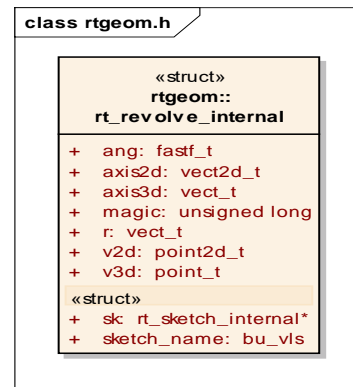 class rtgeom.h
«struct»
rtgeom::
rt_revolve_internal
+ ang: fastf_t
+ axis2d: vect2d_t
+ axis3d: vect_t
+ magic: unsigned long
+ r: vect_t
+ v2d: point2d_t
+ v3d: point_t
«struct»
+ sk: rt_sketch_internal*
+ sketch_name: bu_vls